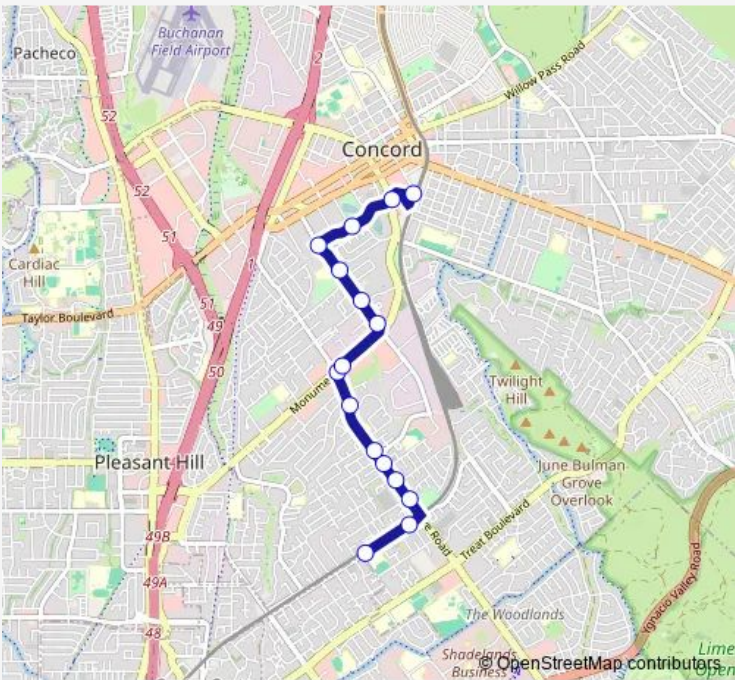 Pacheco
Buchanan
Field Airport
2
Willow Pass Road
52
Concord
52
51
Cardiac
Hill
1
51
49
Taylor Boulevard
50
Twilight
Hill
Monume
Pleasant Hill
June Bulman
Grove
Overlook
49B
e Road
Treat Boulevard
49A
Ygnacio Valley Road
The Woodlands
48
Shadelands
Business
Lime
Open
© OpenStreetMap contributors